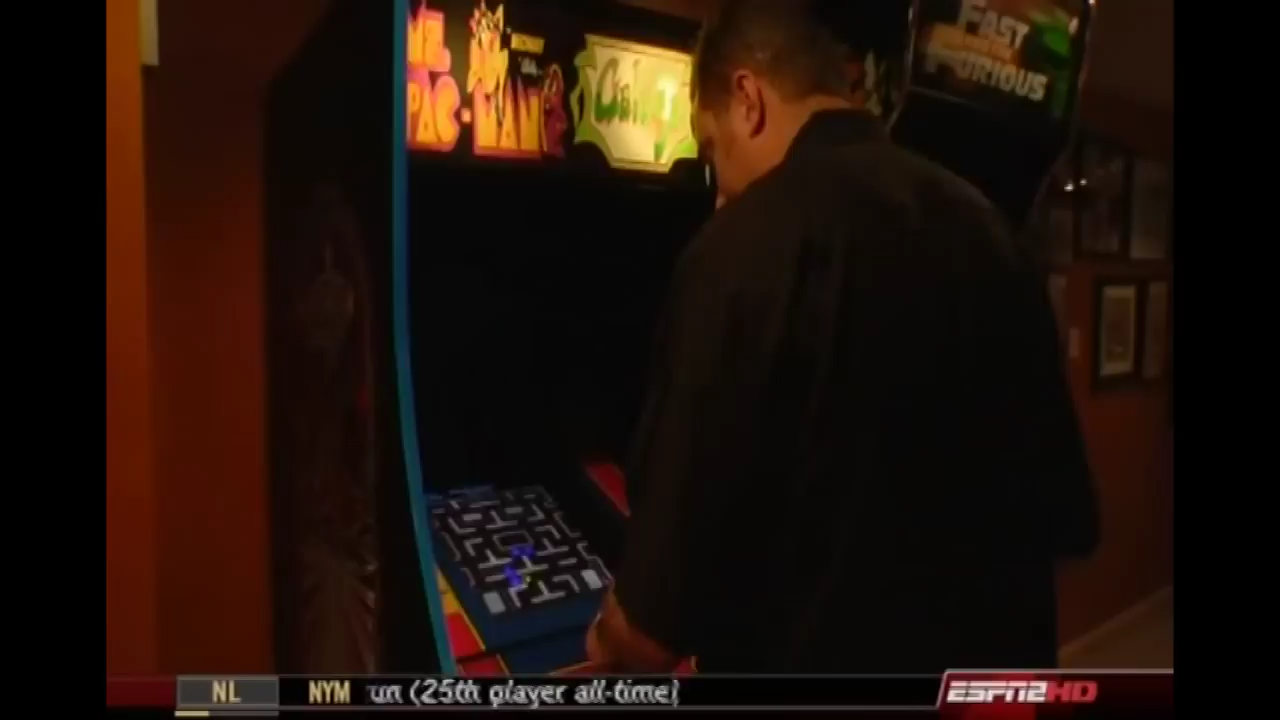 MS.
PAC-MAN
Galaga
FAST
FURIOUS
NL NYM un (25th player all-time) ESPN2HD